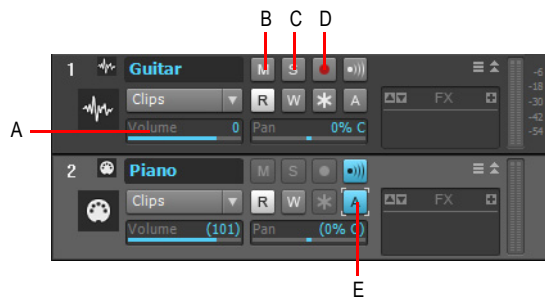 B C D
1 Guitar M S
Clips R W A FX
A Volume 0 Pan 0% C
-6
-18
-30
-42
-54
2 Piano M S
Clips R W A FX
Volume (101) Pan (0% C)
E